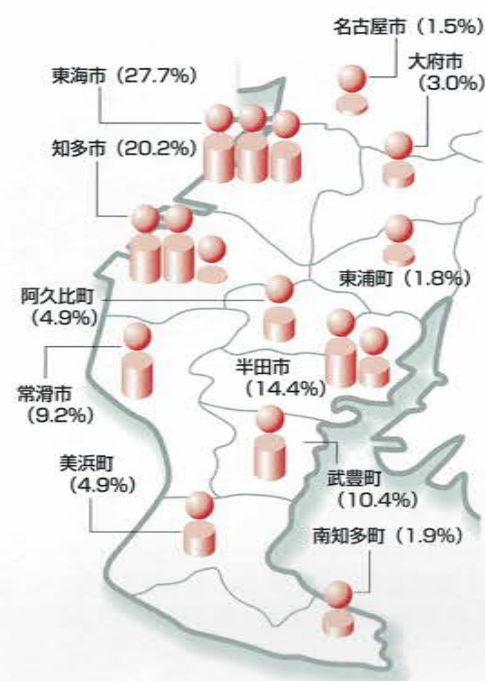 名古屋市（1.5%）
大府市
（3.0%）
東海市（27.7%）
知多市（20.2%）
東浦町（1.8%）
阿久比町
（4.9%）
半田市
（14.4%）
常滑市
（9.2%）
武豊町
（10.4%）
美浜町
（4.9%）
南知多町（1.9%）